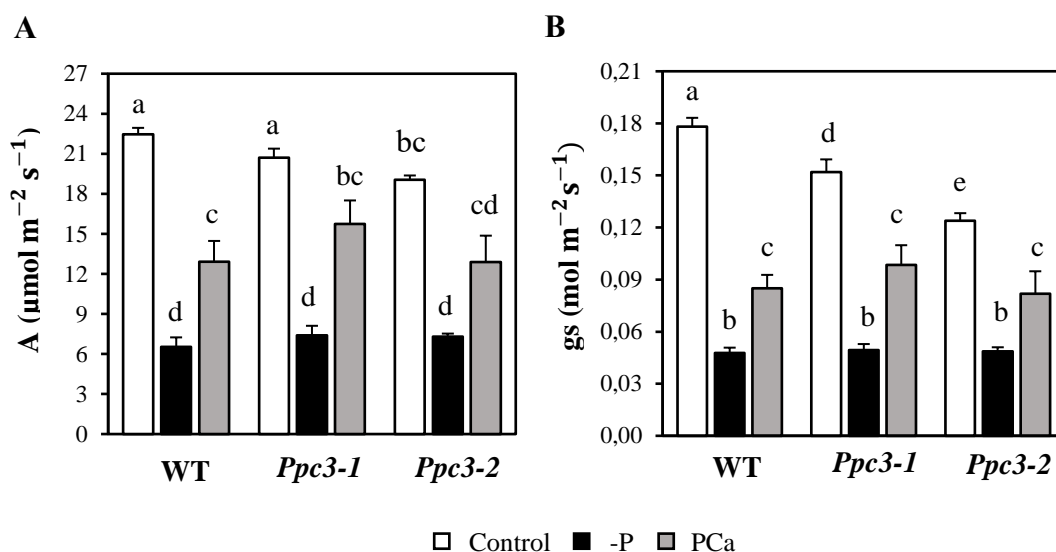 A
A (µmol m−2 s−1)
27
24
21
18
15
12
9
6
3
0
a
d
c
a
d
bc
bc
d
cd
WT
Ppc3-1
Ppc3-2
B
gs (mol m−2 s−1)
0,21
0,18
0,15
0,12
0,09
0,06
0,03
0,00
a
b
c
d
b
c
e
b
c
WT
Ppc3-1
Ppc3-2
Control -P PCa